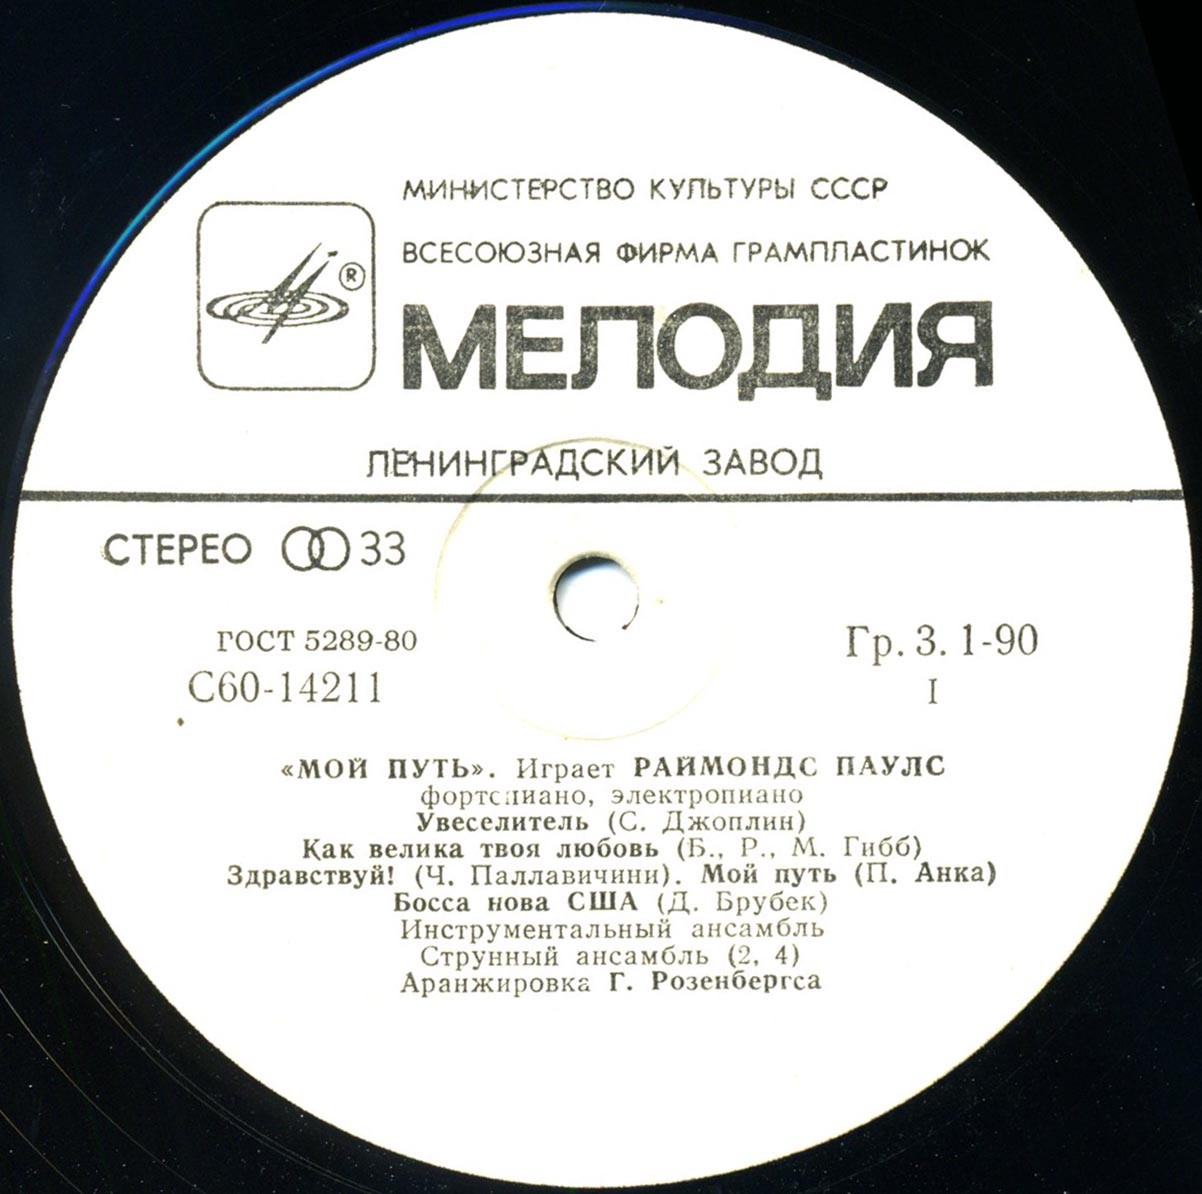 МИНИСТЕРСТВО КУЛЬТУРЫ СССР
ВСЕСОЮЗНАЯ ФИРМА ГРАМПЛАСТИНОК
®
МЕЛОДИЯ
ЛЕНИНГРАДСКИЙ ЗАВОД
СТЕРЕО 33
ГОСТ 5289-80
Гр. 3. 1-90
С60-14211
I
«МОЙ ПУТЬ». Играет РАЙМОНДС ПАУЛС
фортепиано, электропиано
Увеселитель (С. Джоплин)
Как велика твоя любовь (Б., Р., М. Гибб)
Здравствуй! (Ч. Паллавичини). Мой путь (П. Анка)
Босса нова США (Д. Брубек)
Инструментальный ансамбль
Струнный ансамбль (2, 4)
Аранжировка Г. Розенбергса